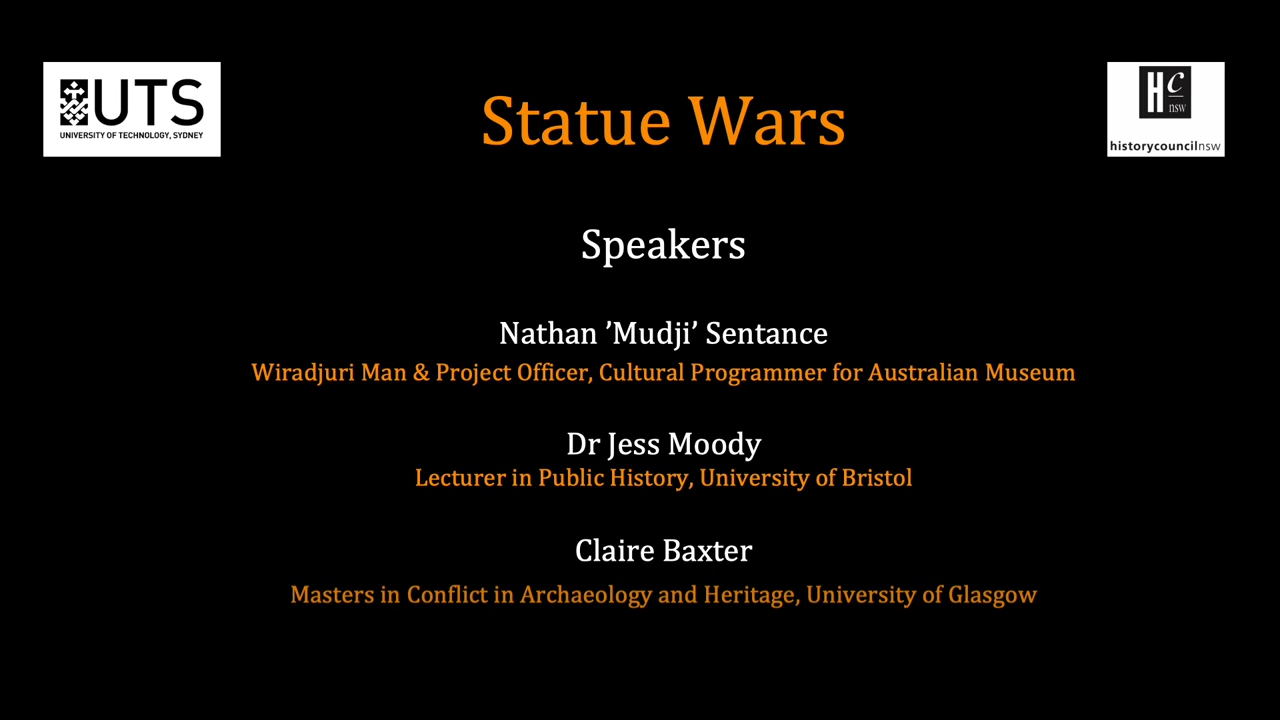 UTS
UNIVERSITY OF TECHNOLOGY, SYDNEY
Statue Wars
Hc
nsw
historycouncilnsw
Speakers
Nathan ’Mudji’ Sentance
Wiradjuri Man & Project Officer, Cultural Programmer for Australian Museum
Dr Jess Moody
Lecturer in Public History, University of Bristol
Claire Baxter
Masters in Conflict in Archaeology and Heritage, University of Glasgow